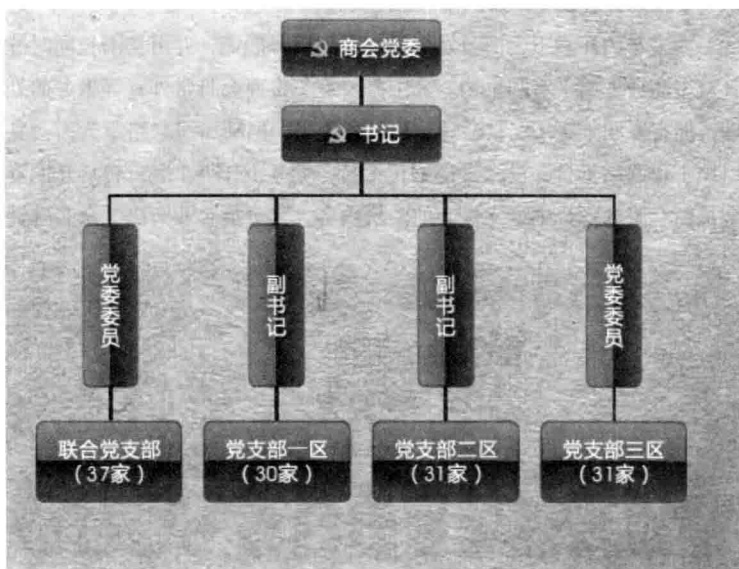 商会党委
书记
党委委员
副书记
副书记
党委委员
联合党支部
（37家）
党支部一区
（30家）
党支部二区
（31家）
党支部三区
（31家）